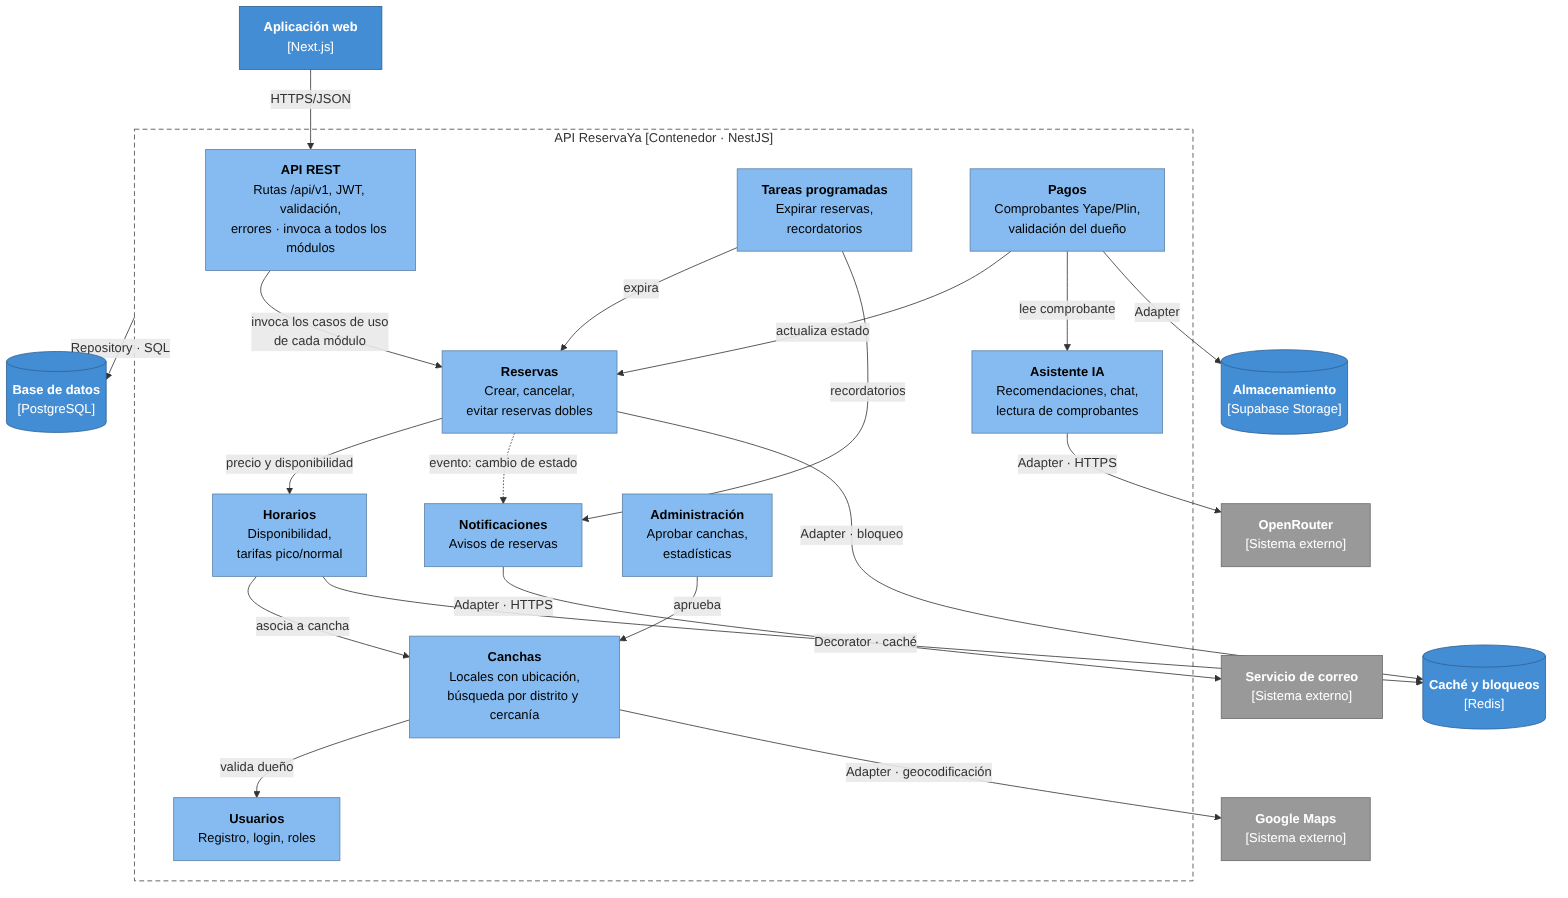 Aplicación web
[Next.js]
HTTPS/JSON
API ReservaYa [Contenedor · NestJS]
API REST
Rutas /api/v1, JWT,
validación,
errores · invoca a todos los
módulos
Tareas programadas
Expirar reservas,
recordatorios
Pagos
Comprobantes Yape/Plin,
validación del dueño
expira
lee comprobante
Adapter
invoca los casos de uso
de cada módulo
actualiza estado
Repository · SQL
Base de datos
[PostgreSQL]
Reservas
Crear, cancelar,
evitar reservas dobles
recordatorios
Asistente IA
Recomendaciones, chat,
lectura de comprobantes
Almacenamiento
[Supabase Storage]
precio y disponibilidad
evento: cambio de estado
Adapter · HTTPS
Horarios
Disponibilidad,
tarifas pico/normal
Notificaciones
Avisos de reservas
Administración
Aprobar canchas,
estadísticas
Adapter · bloqueo
OpenRouter
[Sistema externo]
asocia a cancha
Adapter · HTTPS
aprueba
Decorator · caché
Canchas
Locales con ubicación,
búsqueda por distrito y
cercanía
Servicio de correo
[Sistema externo]
Caché y bloqueos
[Redis]
valida dueño
Adapter · geocodificación
Usuarios
Registro, login, roles
Google Maps
[Sistema externo]